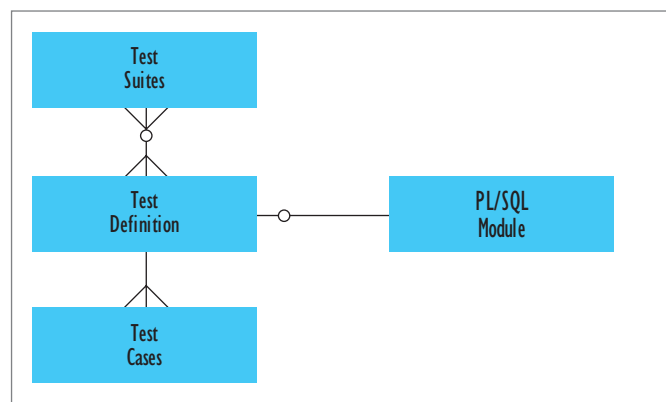 Test
Suites
Test
Definition
PL/SQL
Module
Test
Cases